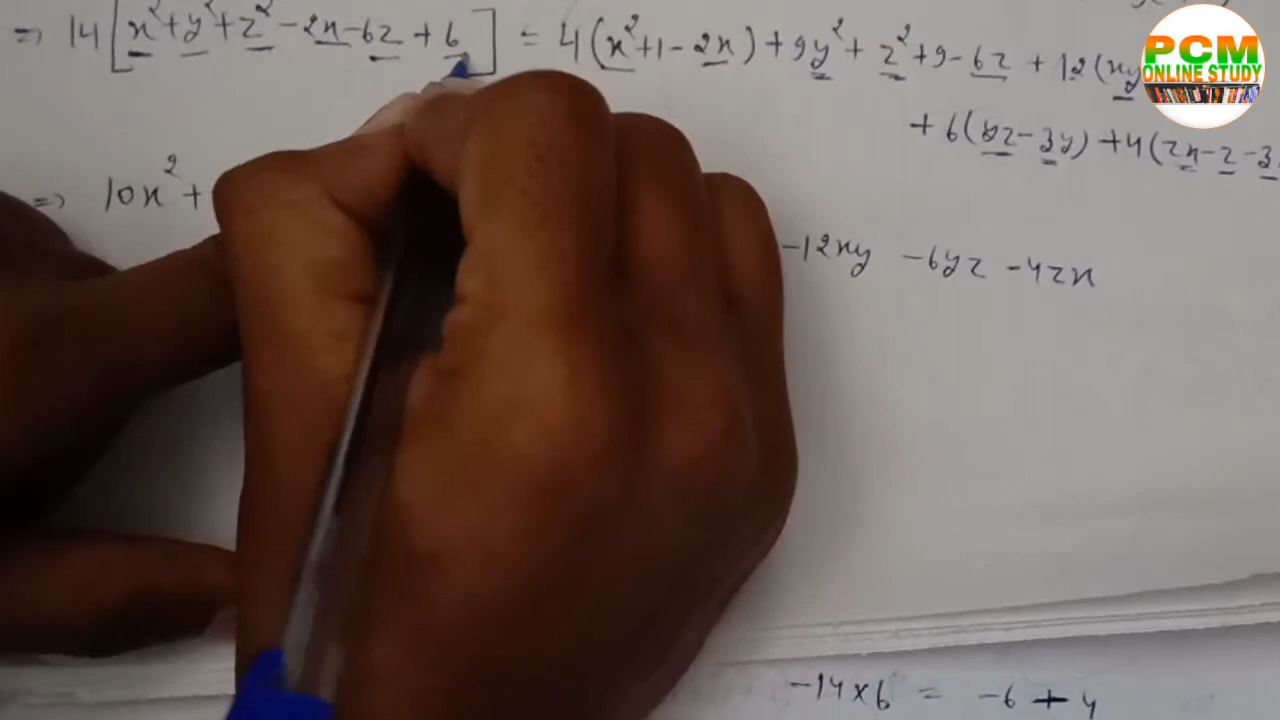 => 14 [x²+y²+z²-2x-6z+6] = 4(x²+1-2x)+9y²+z²+9-6z+12(xy
+6(yz-3y)+4(zx-z-3
=> 10x²+
-12xy -6yz -4zx
-14×6 = -6+4
PCM
ONLINE STUDY